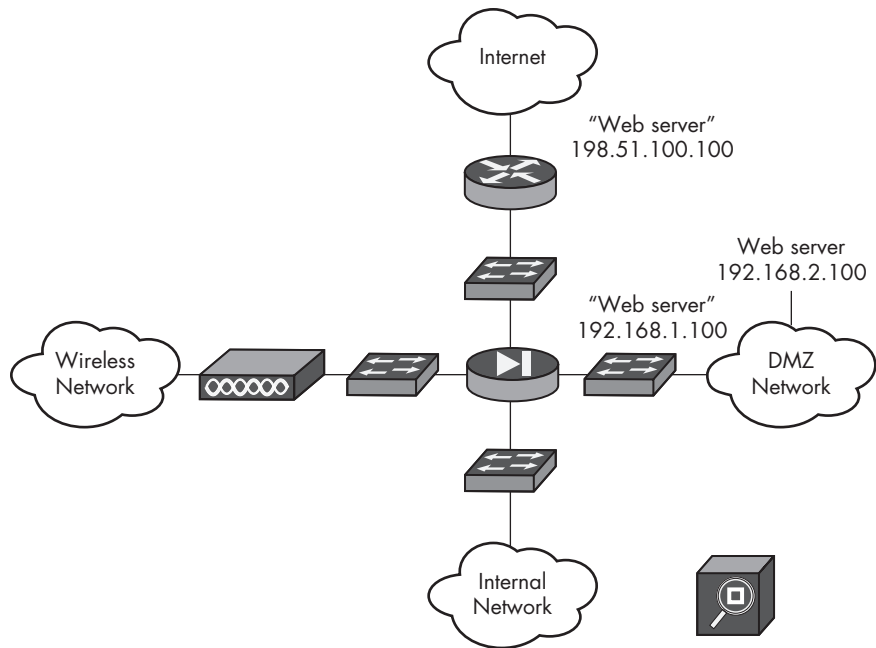 Internet
“Web server”
198.51.100.100
Web server
192.168.2.100
“Web server”
192.168.1.100
Wireless
Network
DMZ
Network
Internal
Network